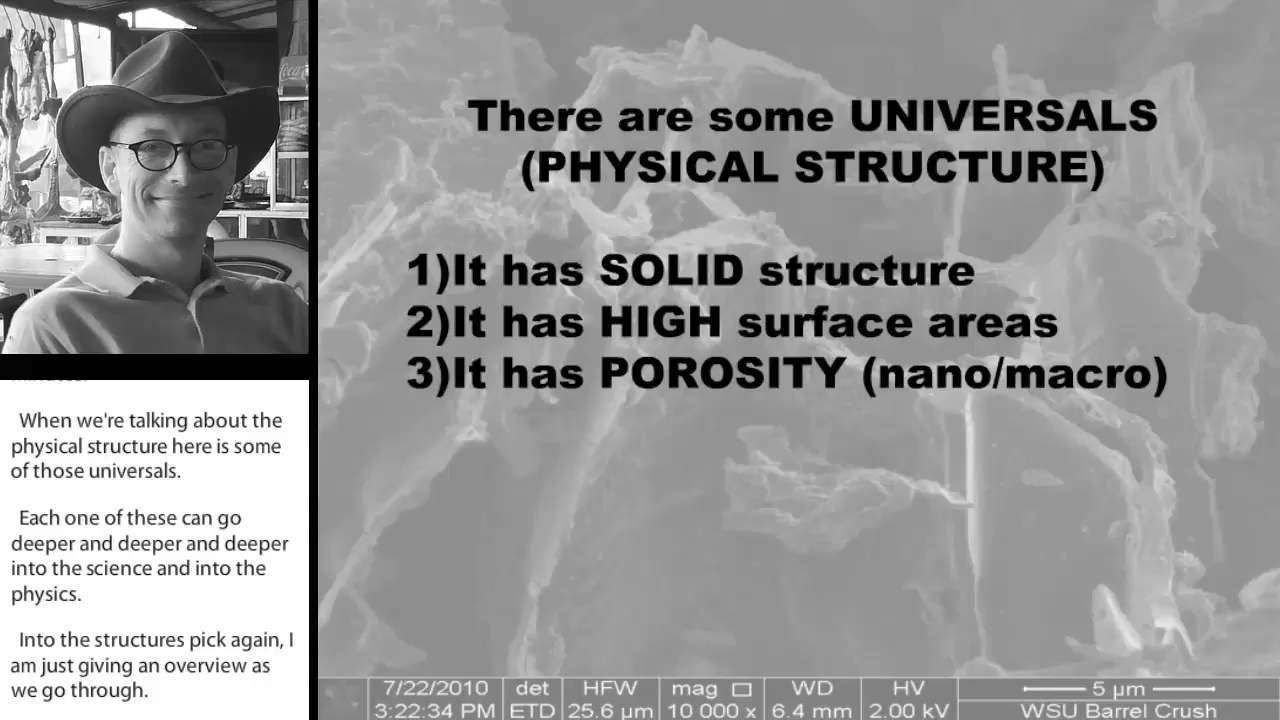 There are some UNIVERSALS
(PHYSICAL STRUCTURE)
1)It has SOLID structure
2)It has HIGH surface areas
3)It has POROSITY (nano/macro)
When we're talking about the
physical structure here is some
of those universals.
Each one of these can go
deeper and deeper and deeper
into the science and into the
physics.
Into the structures pick again, I
am just giving an overview as
we go through.
7/22/2010 det HFW mag WD HV 5 µm
3:22:34 PM ETD 25.6 µm 10 000 x 6.4 mm 2.00 kV WSU Barrel Crush